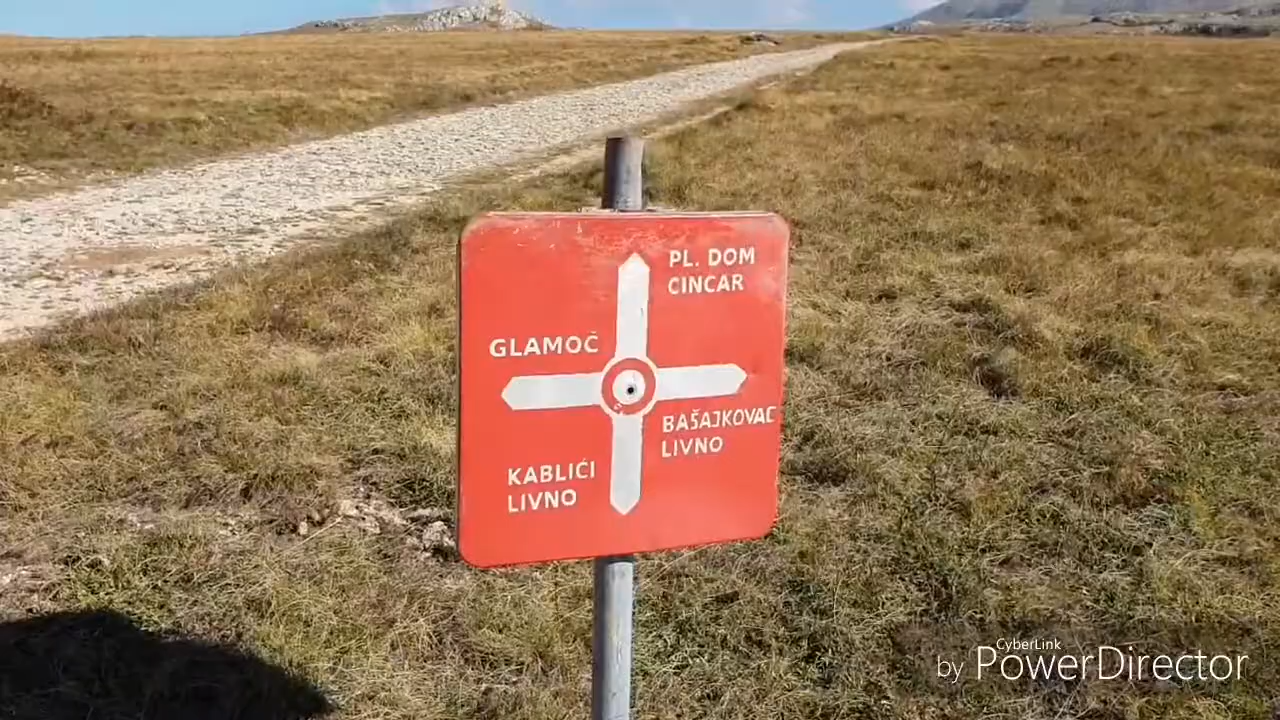 PL. DOM
CINCAR
GLAMOČ
BAŠAJKOVAC
LIVNO
KABLIĆI
LIVNO
CyberLink
by PowerDirector